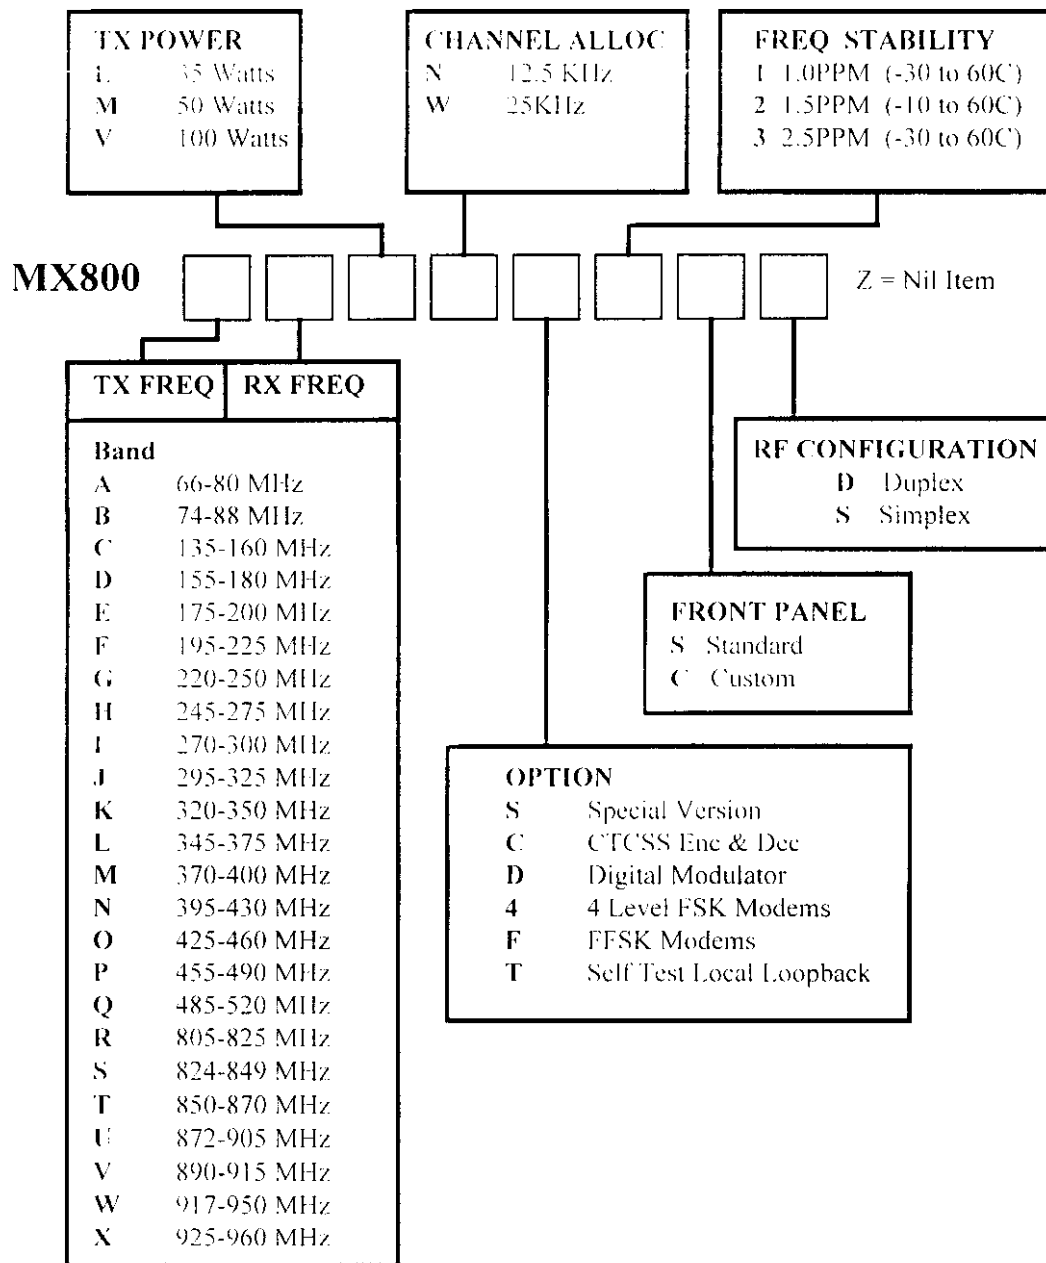 TX POWER
L 35 Watts
M 50 Watts
V 100 Watts
CHANNEL ALLOC
N 12.5 KHz
W 25KHz
FREQ STABILITY
1 1.0PPM (-30 to 60C)
2 1.5PPM (-10 to 60C)
3 2.5PPM (-30 to 60C)
MX800
Z = Nil Item
TX FREQ RX FREQ
Band
A 66-80 MHz
B 74-88 MHz
C 135-160 MHz
D 155-180 MHz
E 175-200 MHz
F 195-225 MHz
G 220-250 MHz
H 245-275 MHz
I 270-300 MHz
J 295-325 MHz
K 320-350 MHz
L 345-375 MHz
M 370-400 MHz
N 395-430 MHz
O 425-460 MHz
P 455-490 MHz
Q 485-520 MHz
R 805-825 MHz
S 824-849 MHz
T 850-870 MHz
U 872-905 MHz
V 890-915 MHz
W 917-950 MHz
X 925-960 MHz
RF CONFIGURATION
D Duplex
S Simplex
FRONT PANEL
S Standard
C Custom
OPTION
S Special Version
C CTCSS Enc & Dec
D Digital Modulator
4 4 Level FSK Modems
F FFSK Modems
T Self Test Local Loopback